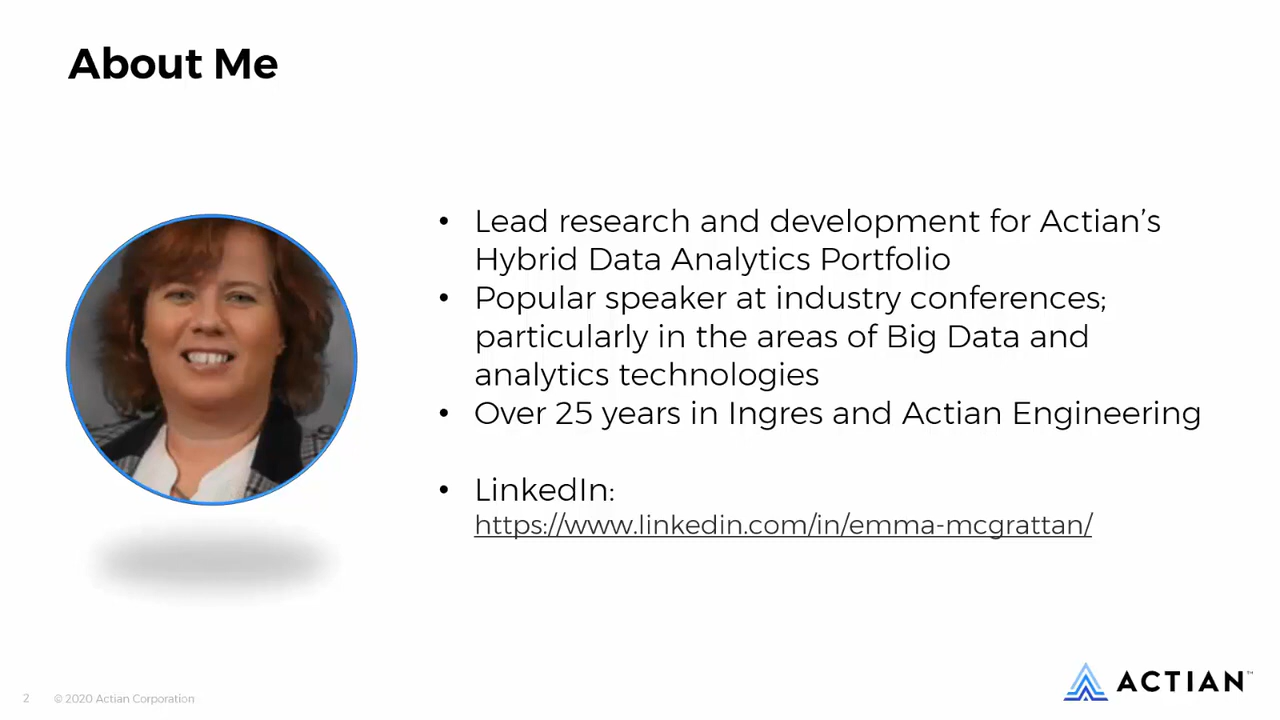 About Me
• Lead research and development for Actian’s
Hybrid Data Analytics Portfolio
• Popular speaker at industry conferences;
particularly in the areas of Big Data and
analytics technologies
• Over 25 years in Ingres and Actian Engineering
• LinkedIn:
https://www.linkedin.com/in/emma-mcgrattan/
2 © 2020 Actian Corporation
ACTIAN™